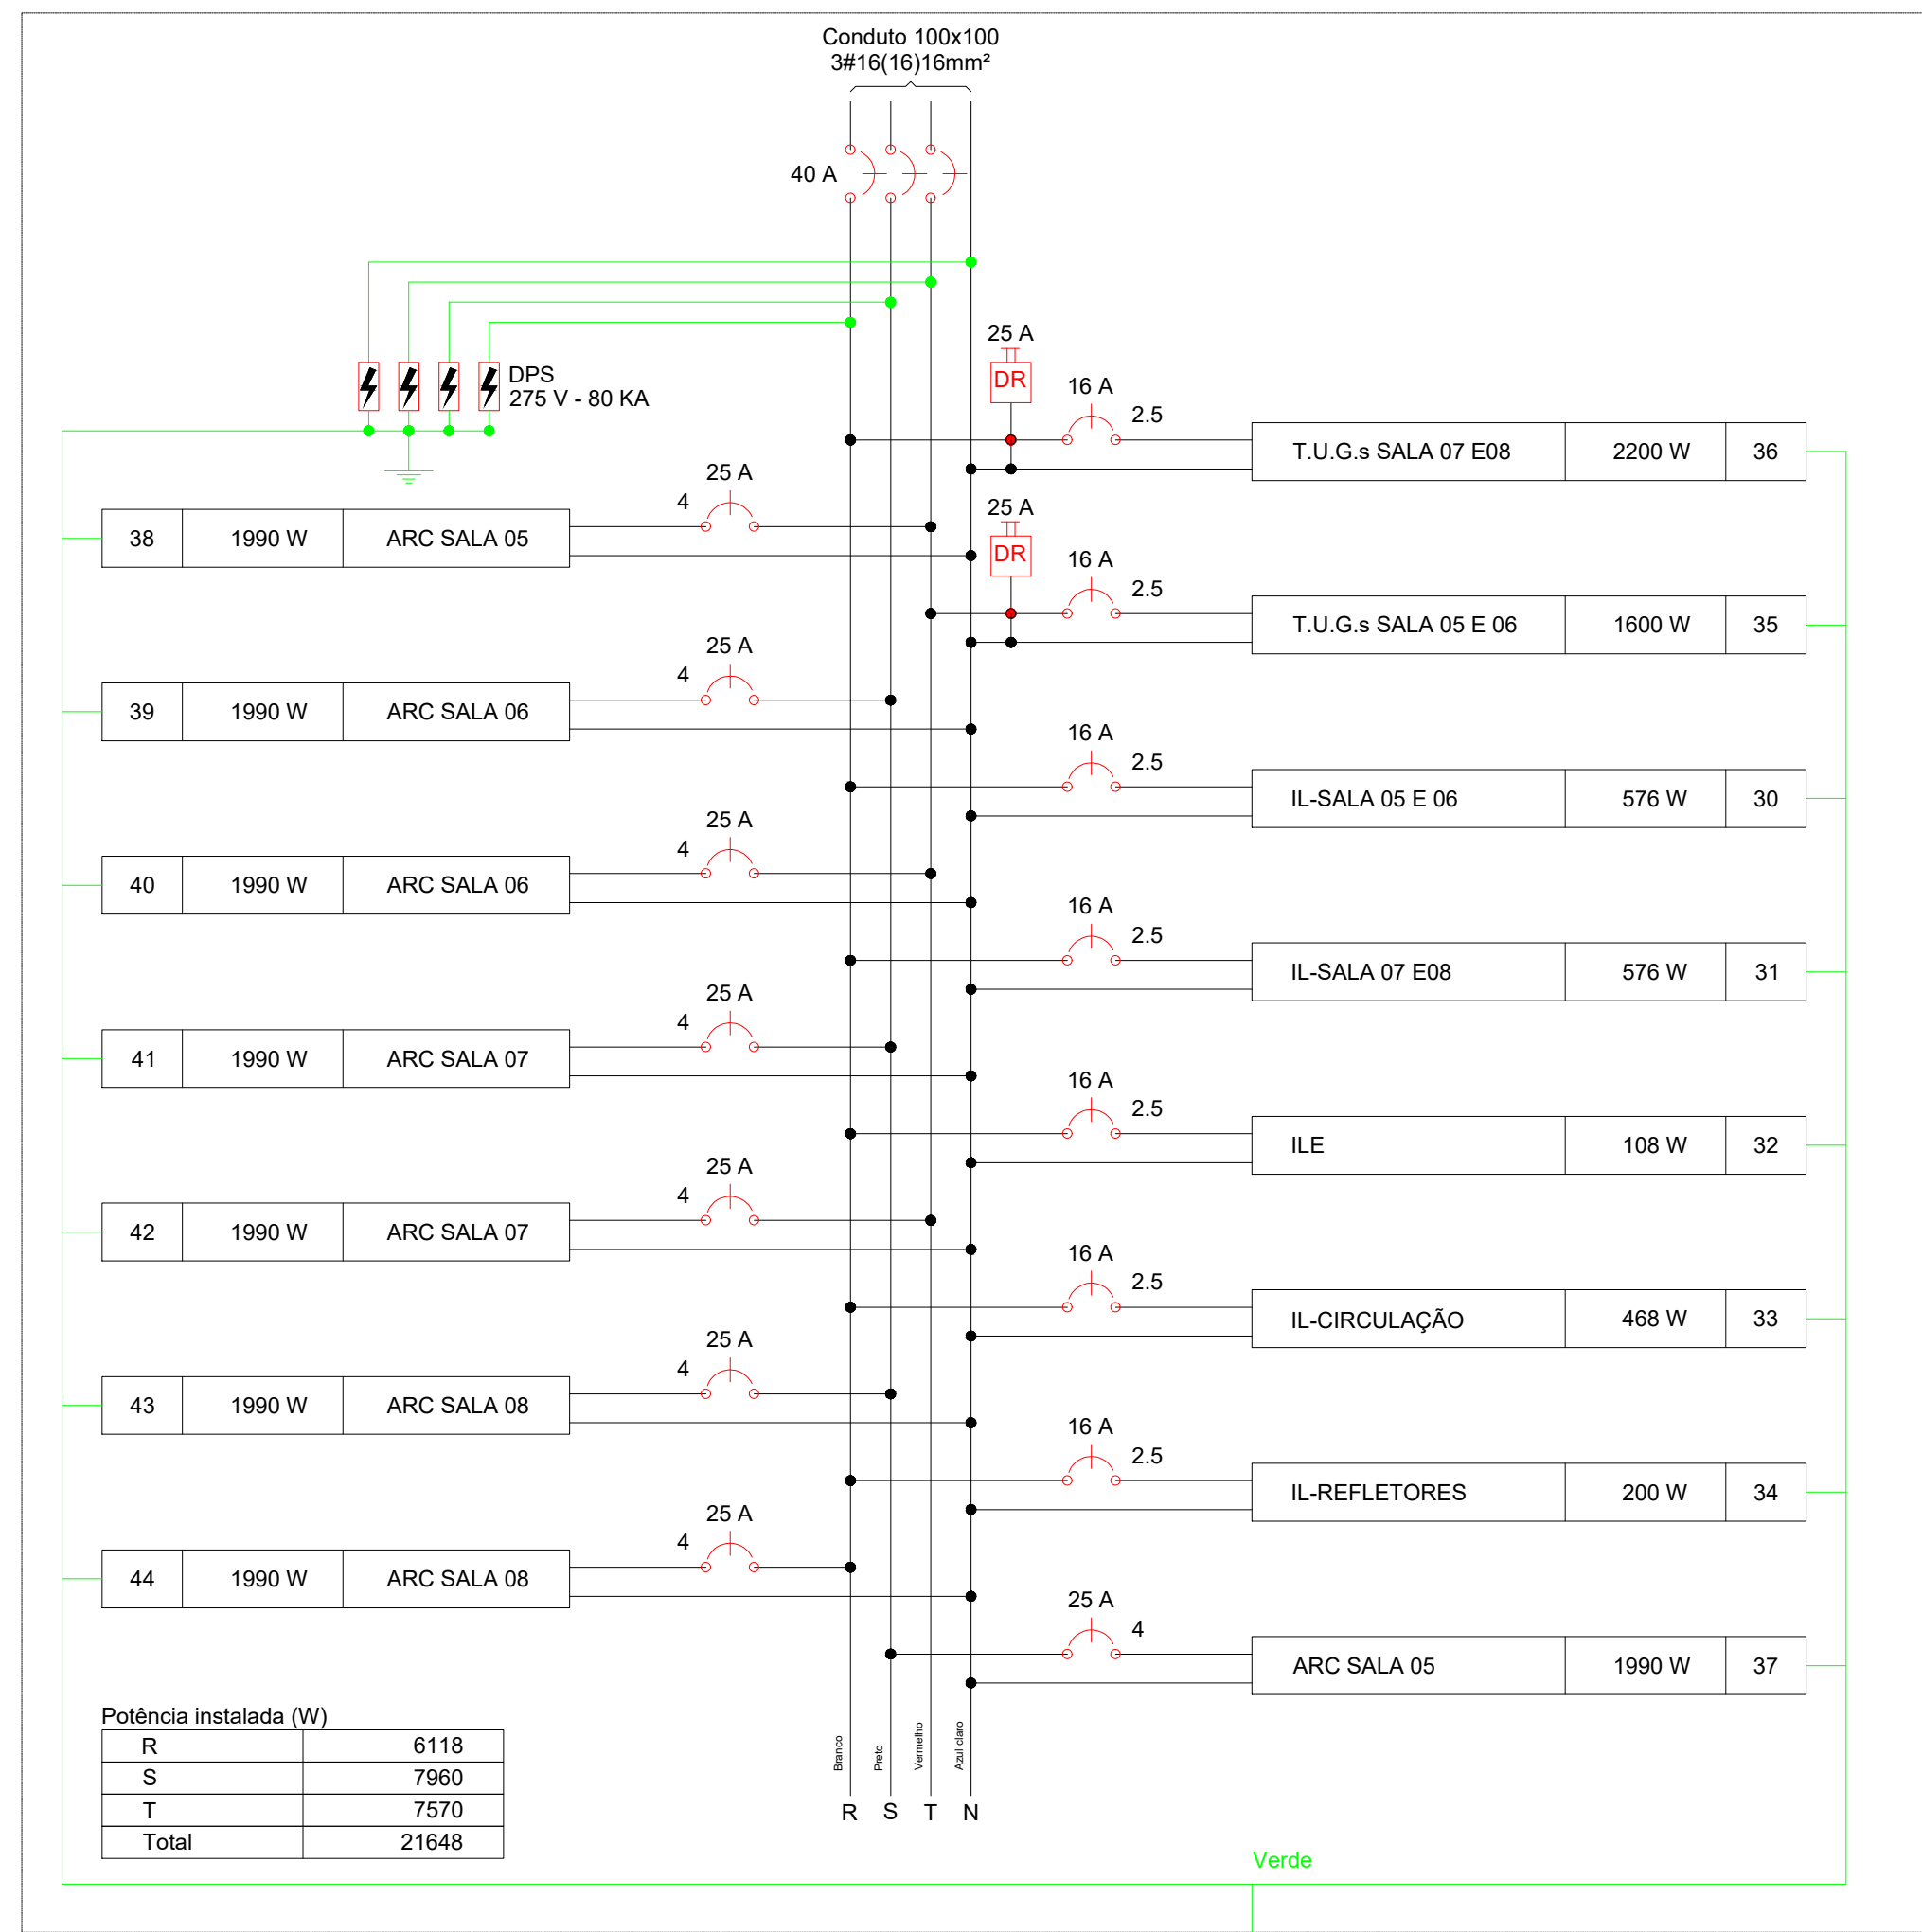 Conduto 100x100
3#16(16)16mm²
40 A
DPS
275 V - 80 KA
25 A
DR
16 A
2.5
T.U.G.s SALA 07 E08 2200 W 36
25 A
4
38 1990 W ARC SALA 05
25 A
DR
16 A
2.5
T.U.G.s SALA 05 E 06 1600 W 35
25 A
4
39 1990 W ARC SALA 06
16 A
2.5
IL-SALA 05 E 06 576 W 30
25 A
4
40 1990 W ARC SALA 06
16 A
2.5
IL-SALA 07 E08 576 W 31
25 A
4
41 1990 W ARC SALA 07
16 A
2.5
ILE 108 W 32
25 A
4
42 1990 W ARC SALA 07
16 A
2.5
IL-CIRCULAÇÃO 468 W 33
25 A
4
43 1990 W ARC SALA 08
16 A
2.5
IL-REFLETORES 200 W 34
25 A
4
44 1990 W ARC SALA 08
25 A
4
ARC SALA 05 1990 W 37
Potência instalada (W)
R 6118
S 7960
T 7570
Total 21648
Branco
Preto
Vermelho
Azul claro
R S T N
Verde